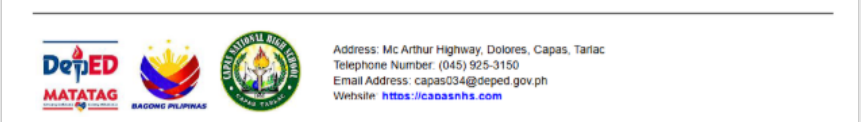 DepED
MATATAG
BAGONG PILIPINAS
CAPAS NATIONAL HIGH SCHOOL
CAPAS TARLAC
Address: Mc Arthur Highway, Dolores, Capas, Tarlac
Telephone Number: (045) 925-3150
Email Address: capas034@deped.gov.ph
Website: https://capasnhs.com